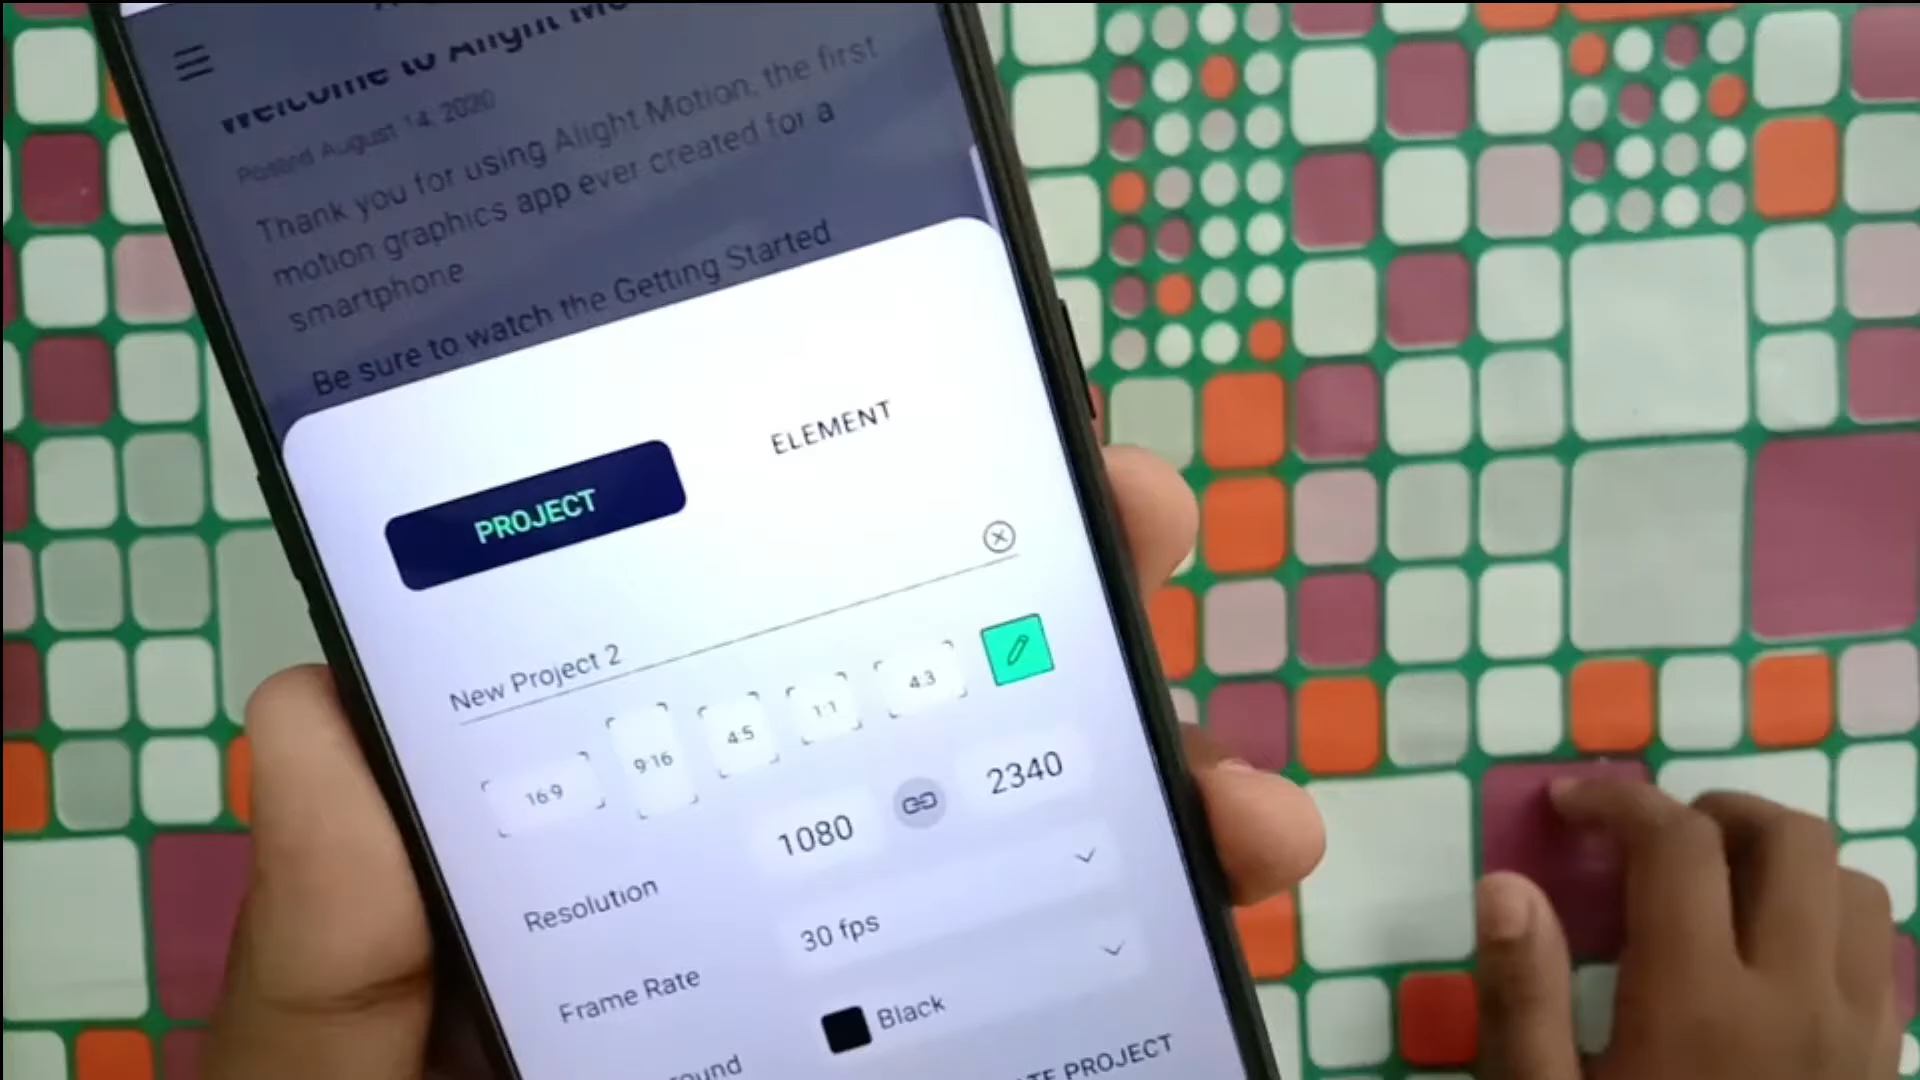 Welcome to Alight
Posted August 14, 2020
Thank you for using Alight Motion, the first
motion graphics app ever created for a
smartphone
Be sure to watch the Getting Started
PROJECT
ELEMENT
New Project 2
16:9
9:16
4:5
1:1
4:3
Resolution
1080
2340
Frame Rate
30 fps
Black
PROJECT